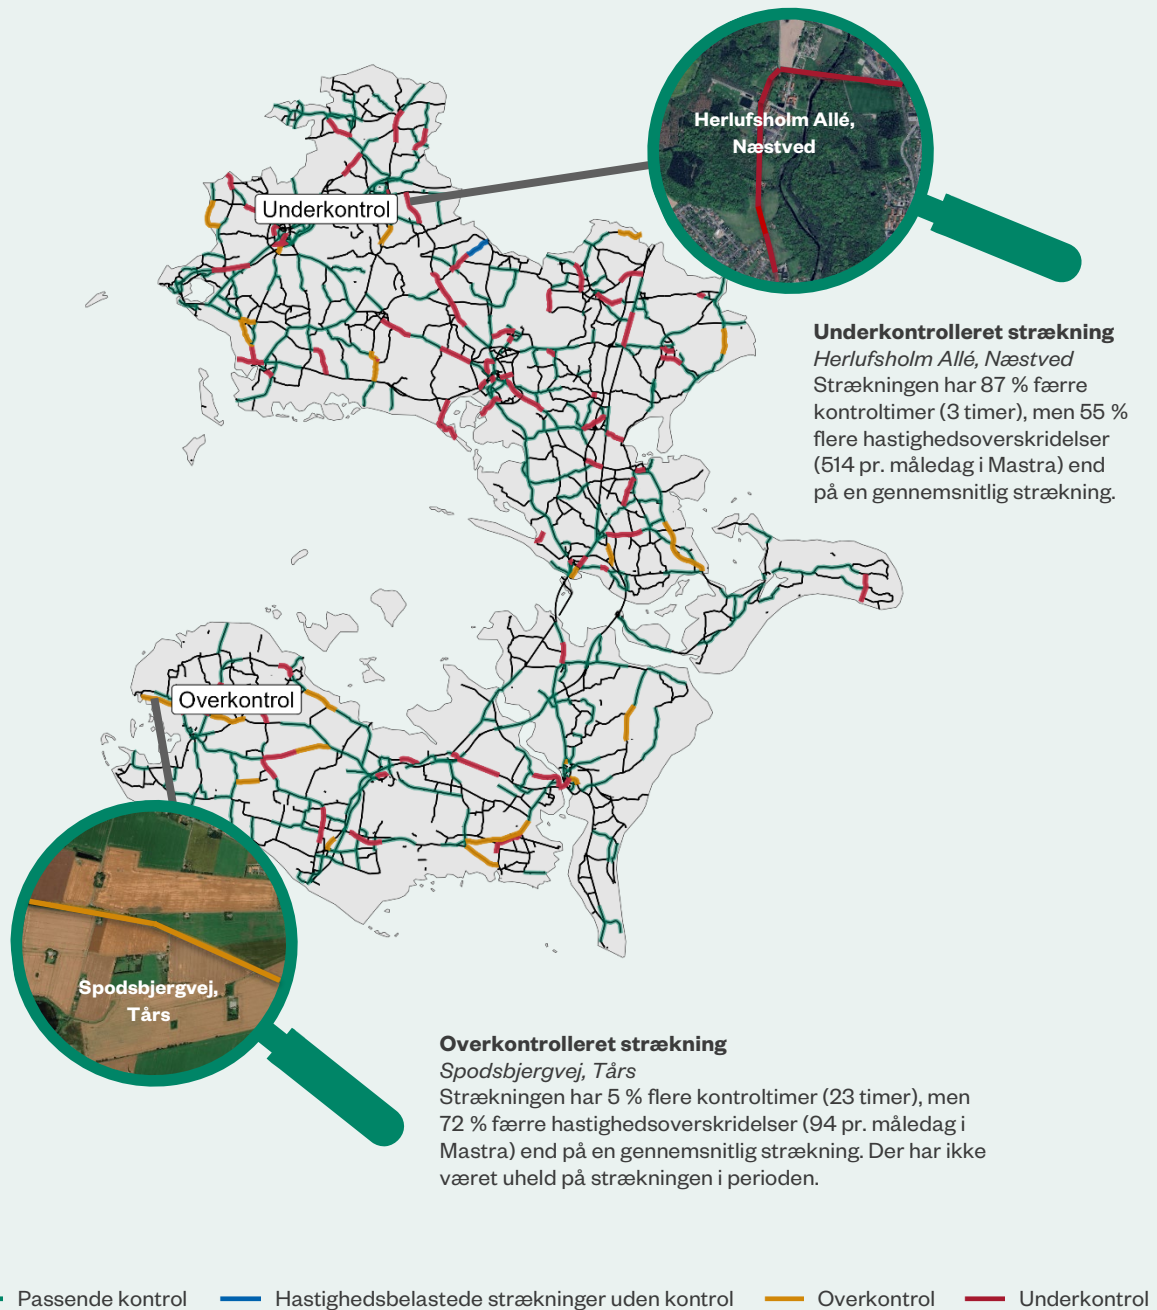 Herlufsholm Allé,
Næstved
Underkontrol
Underkontrolleret strækning
Herlufsholm Allé, Næstved
Strækningen har 87 % færre
kontroltimer (3 timer), men 55 %
flere hastighedsoverskridelser
(514 pr. måledag i Mastra) end
på en gennemsnitlig strækning.
Overkontrol
Spodsbjergvej,
Tårs
Overkontrolleret strækning
Spodsbjergvej, Tårs
Strækningen har 5 % flere kontroltimer (23 timer), men
72 % færre hastighedsoverskridelser (94 pr. måledag i
Mastra) end på en gennemsnitlig strækning. Der har ikke
været uheld på strækningen i perioden.
Passende kontrol Hastighedsbelastede strækninger uden kontrol Overkontrol Underkontrol